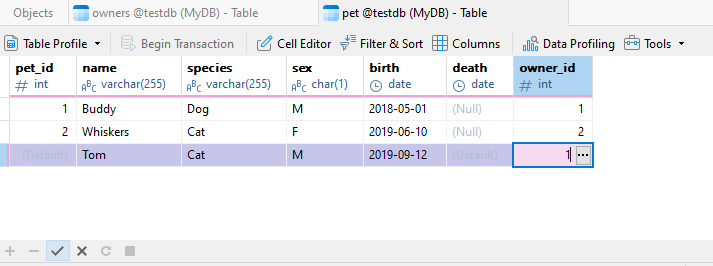 Objects owners @testdb (MyDB) - Table pet @testdb (MyDB) - Table
Table Profile Begin Transaction Cell Editor Filter & Sort Columns Data Profiling Tools
pet_id name species sex birth death owner_id
# int ABC varchar(255) ABC varchar(255) ABC char(1) date date # int
1 Buddy Dog M 2018-05-01 (Null) 1
2 Whiskers Cat F 2019-06-10 (Null) 2
(Default) Tom Cat M 2019-09-12 (Default) 1